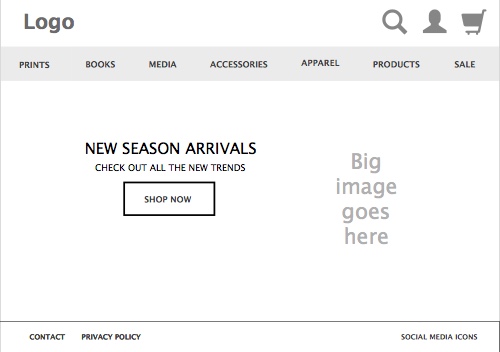 Logo
PRINTS BOOKS MEDIA ACCESSORIES APPAREL PRODUCTS SALE
NEW SEASON ARRIVALS
CHECK OUT ALL THE NEW TRENDS
SHOP NOW
Big
image
goes
here
CONTACT PRIVACY POLICY SOCIAL MEDIA ICONS